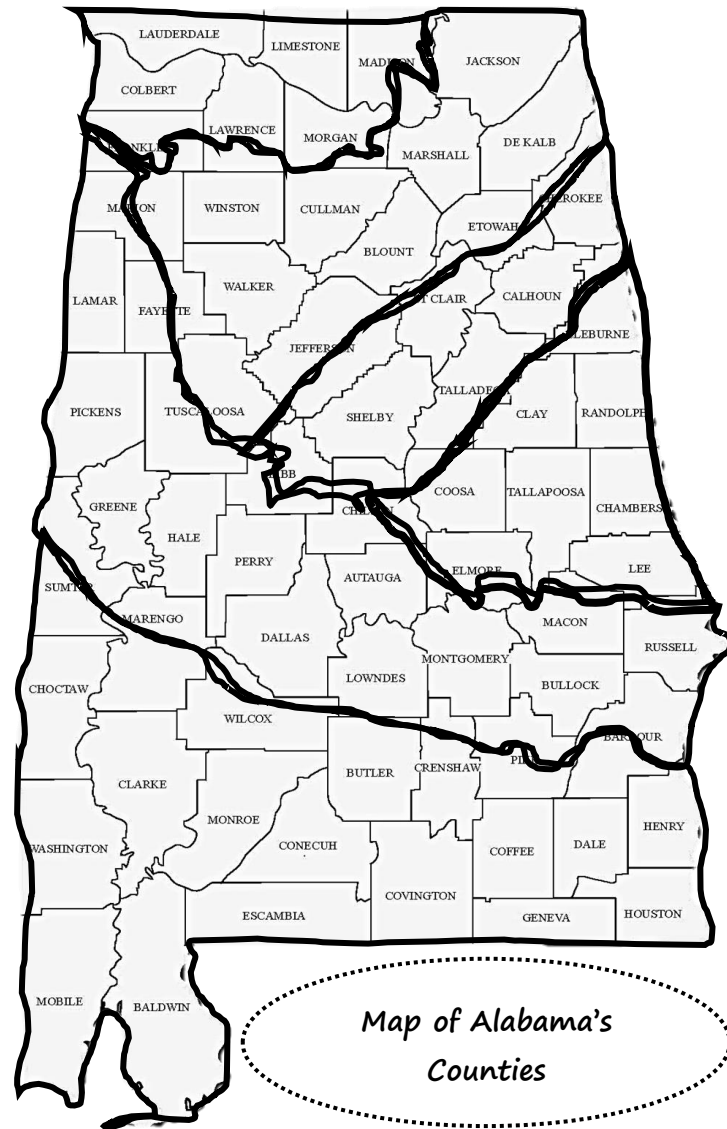 LAUDERDALE
LIMESTONE
MADISON
JACKSON
COLBERT
LAWRENCE
MORGAN
FRANKLIN
DE KALB
MARSHALL
MARION
WINSTON
CULLMAN
CHEROKEE
ETOWAH
BLOUNT
WALKER
ST CLAIR
CALHOUN
LAMAR
FAYETTE
CLEBURNE
JEFFERSON
TALLADEGA
PICKENS
TUSCALOOSA
SHELBY
CLAY
RANDOLPH
BIBB
COOSA
TALLAPOOSA
GREENE
CHILTON
CHAMBERS
HALE
PERRY
ELMORE
LEE
AUTAUGA
SUMTER
MARENGO
MACON
DALLAS
RUSSELL
MONTGOMERY
LOWNDES
CHOCTAW
BULLOCK
WILCOX
BARBOUR
PIKE
CRENSHAW
BUTLER
CLARKE
MONROE
HENRY
CONECUH
DALE
WASHINGTON
COFFEE
COVINGTON
ESCAMBIA
GENEVA
HOUSTON
MOBILE
BALDWIN
Map of Alabama's
Counties